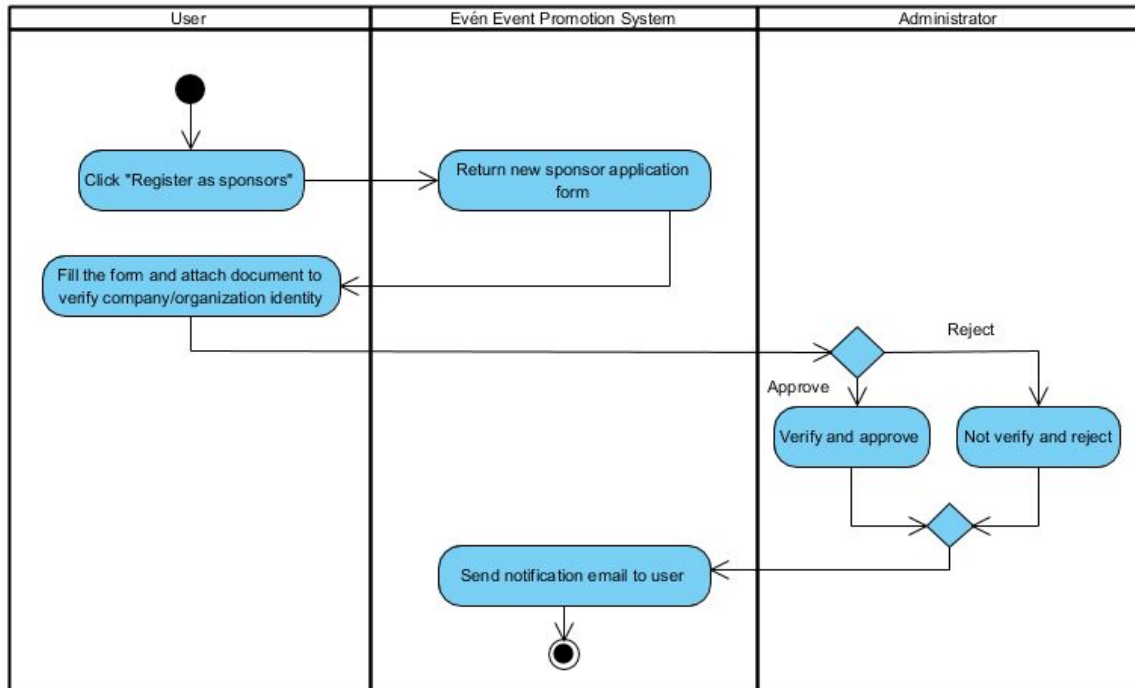 User
Evén Event Promotion System
Administrator
Click "Register as sponsors"
Return new sponsor application
form
Fill the form and attach document to
verify company/organization identity
Reject
Approve
Verify and approve
Not verify and reject
Send notification email to user